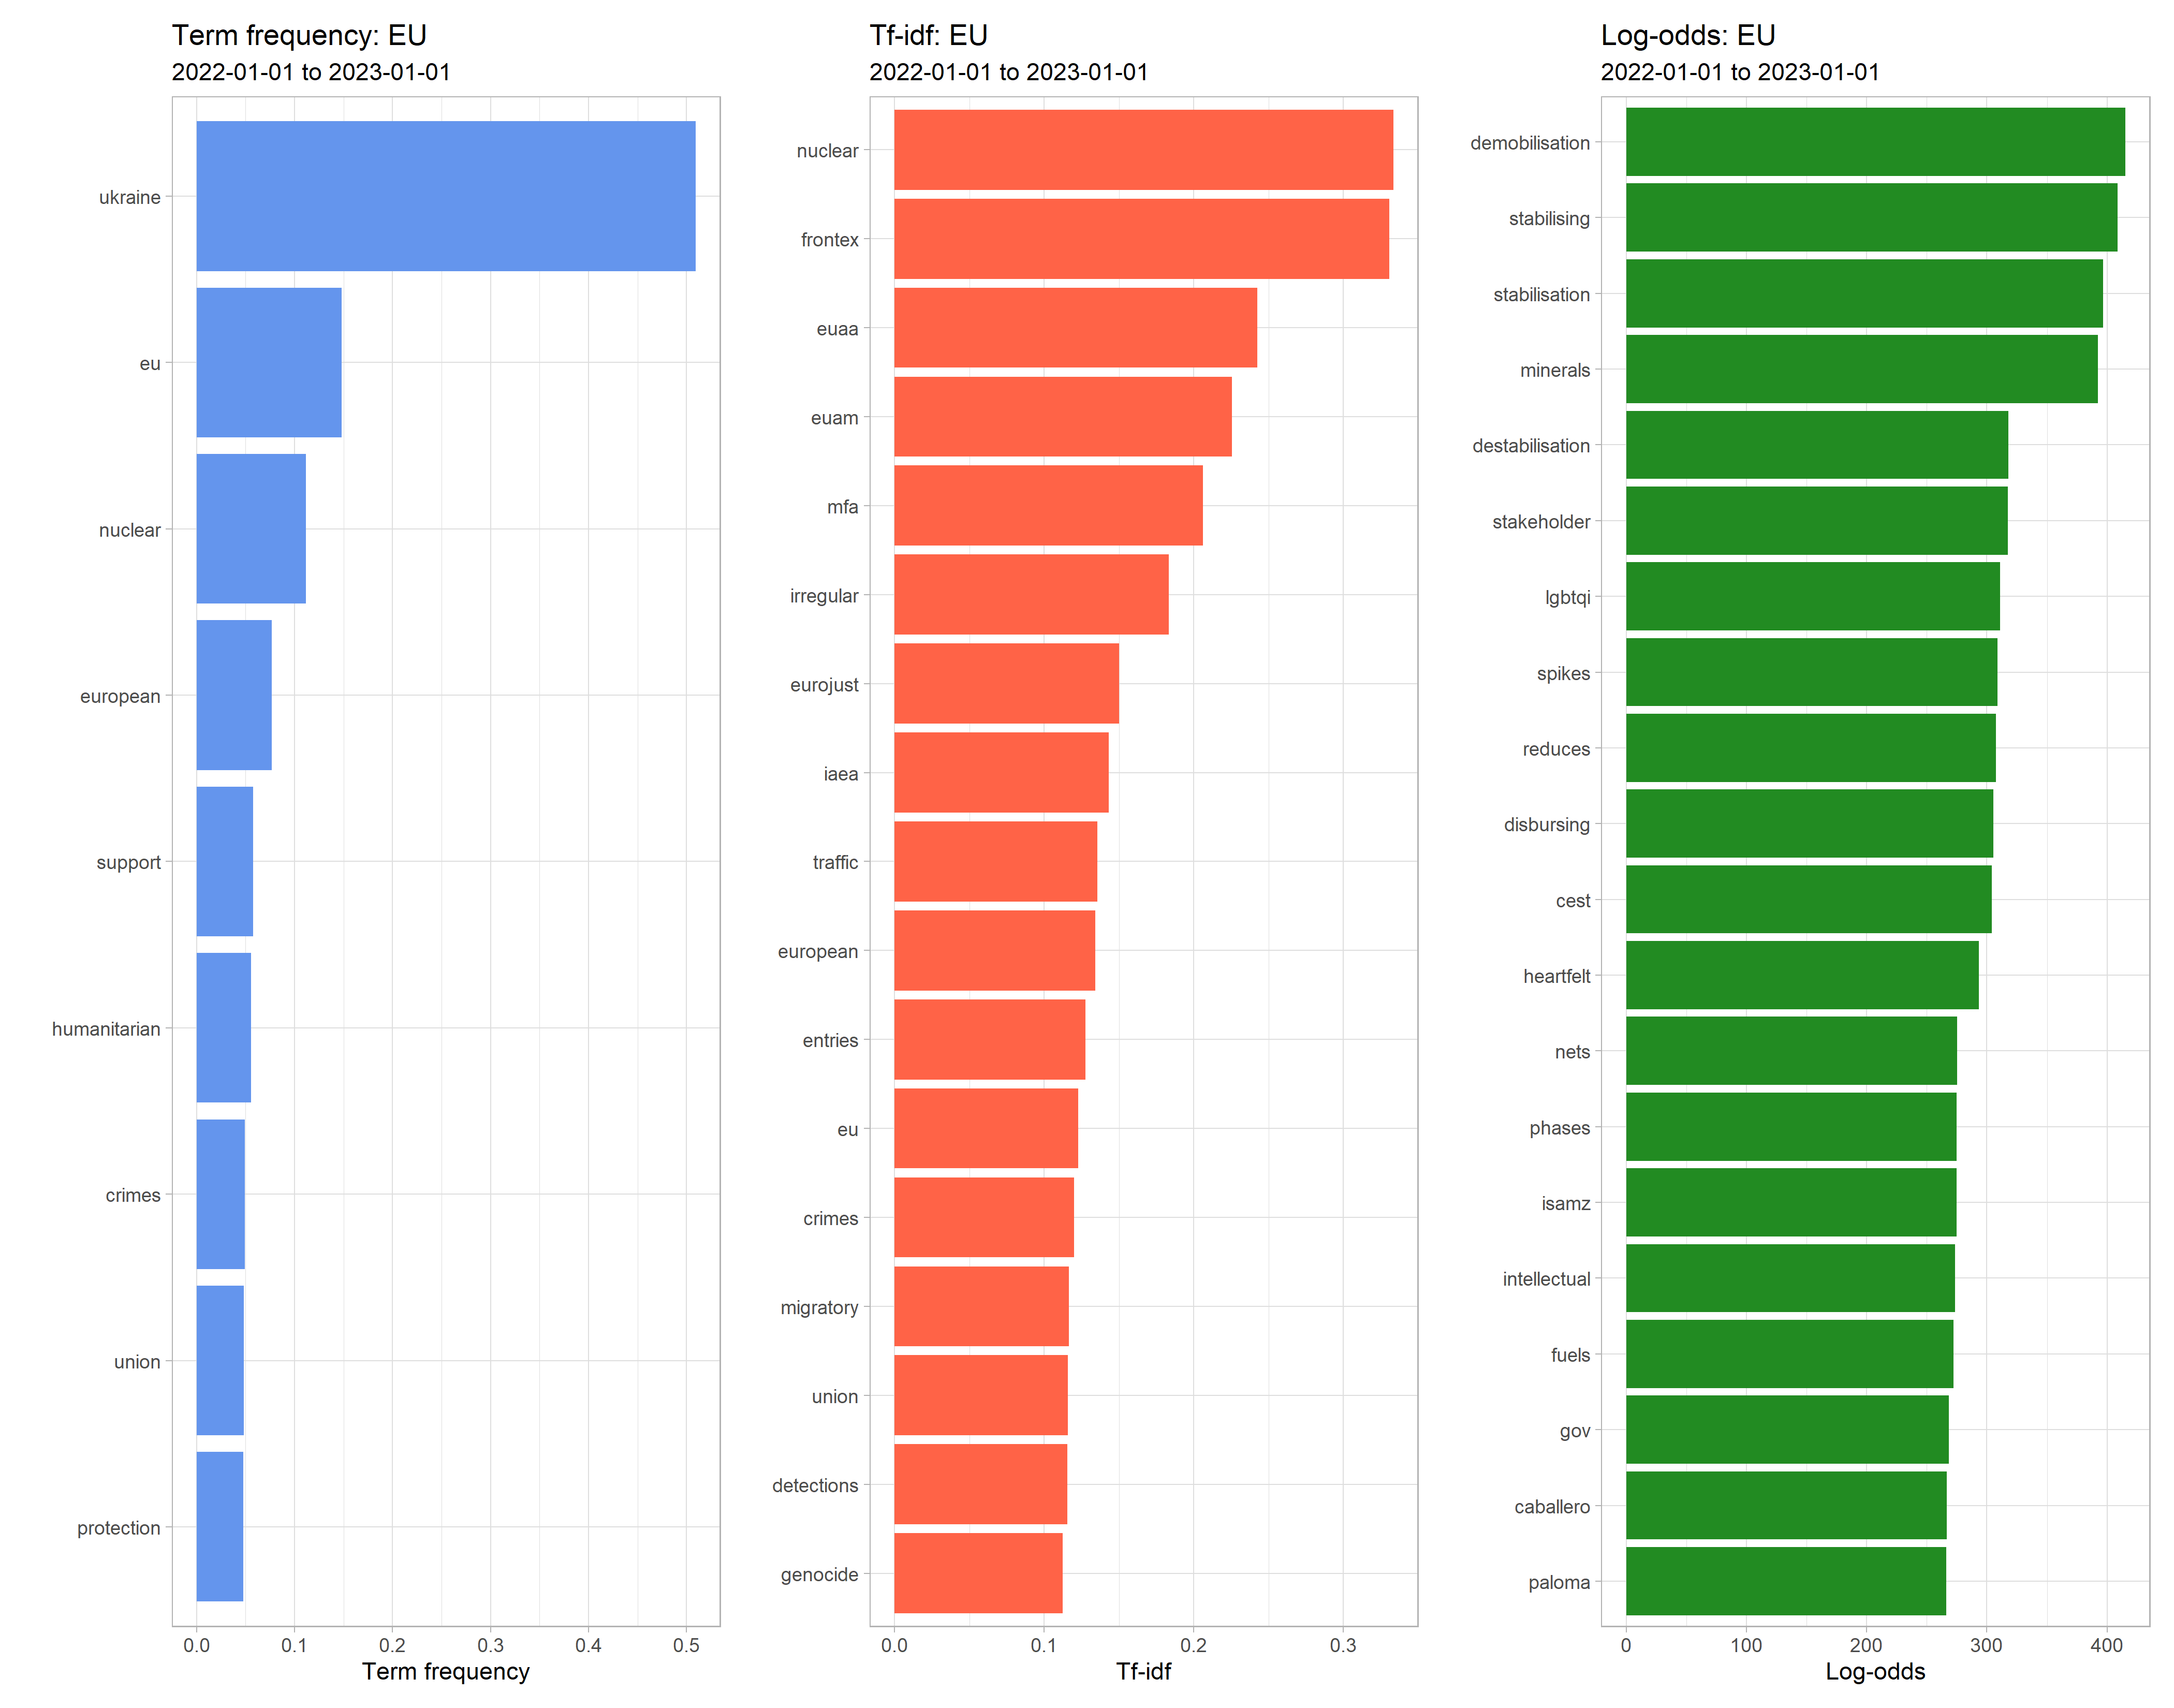 Term frequency: EU
2022-01-01 to 2023-01-01
ukraine
eu
nuclear
european
support
humanitarian
crimes
union
protection
0.0 0.1 0.2 0.3 0.4 0.5
Term frequency
Tf-idf: EU
2022-01-01 to 2023-01-01
nuclear
frontex
euaa
euam
mfa
irregular
eurojust
iaea
traffic
european
entries
eu
crimes
migratory
union
detections
genocide
0.0 0.1 0.2 0.3
Tf-idf
Log-odds: EU
2022-01-01 to 2023-01-01
demobilisation
stabilising
stabilisation
minerals
destabilisation
stakeholder
lgbtqi
spikes
reduces
disbursing
cest
heartfelt
nets
phases
isamz
intellectual
fuels
gov
caballero
paloma
0 100 200 300 400
Log-odds